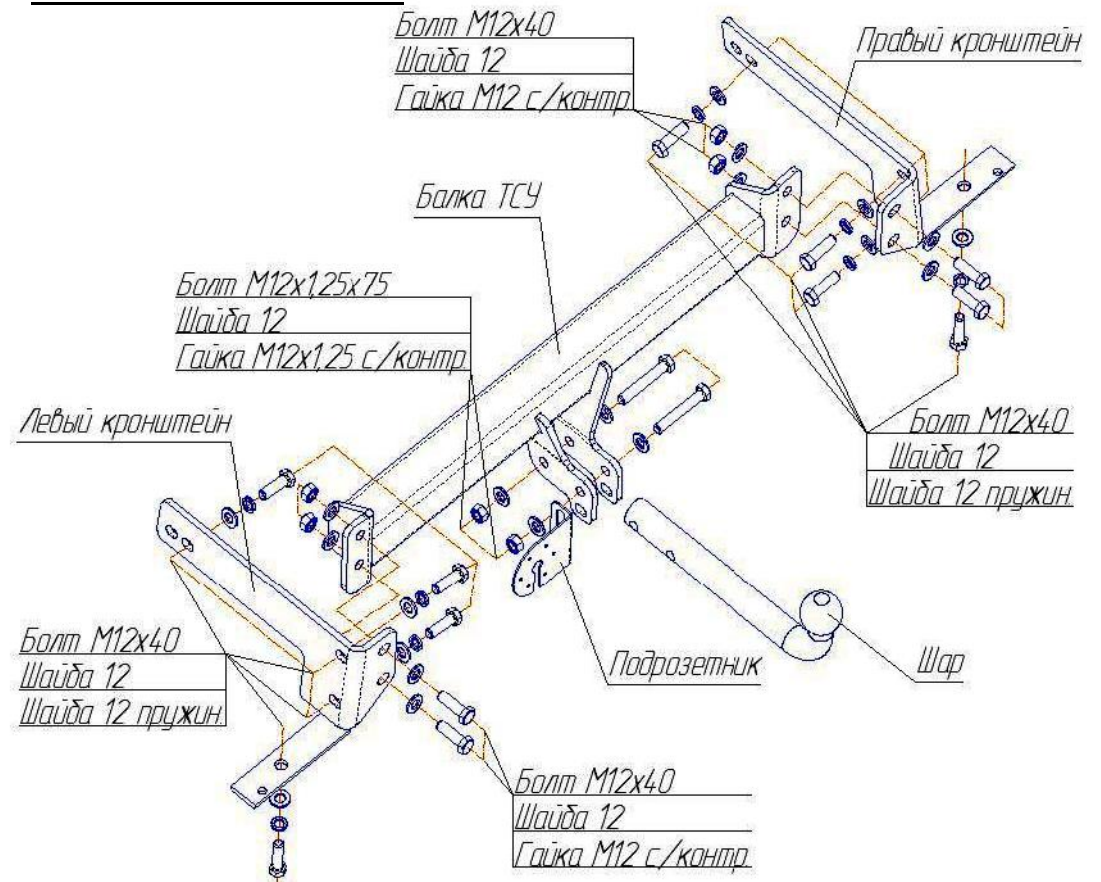 Болт М12х40
Шайба 12
Гайка М12 с/контр.
Правый кронштейн
Балка ТСУ
Болт М12х1,25х75
Шайба 12
Гайка М12х1,25 с/контр.
Левый кронштейн
Болт М12х40
Шайба 12
Шайба 12 пружин.
Болт М12х40
Шайба 12
Шайба 12 пружин.
Подрозетник
Шар
Болт М12х40
Шайба 12
Гайка М12 с/контр.